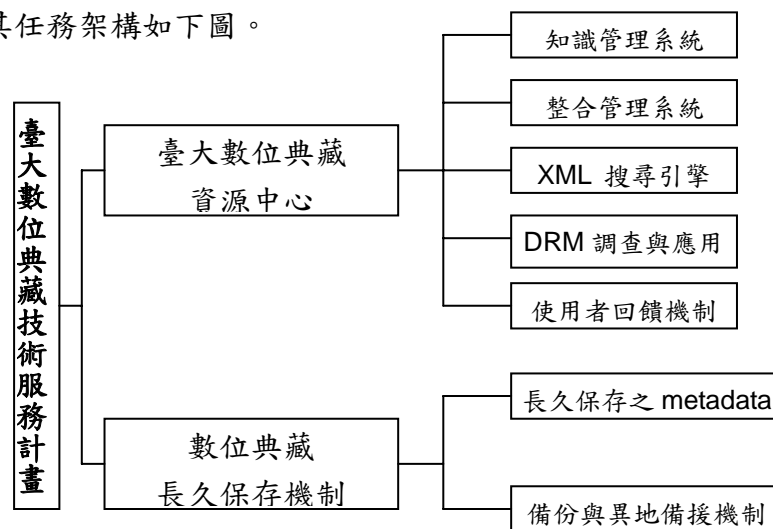 其任務架構如下圖。
臺大數位典藏技術服務計畫
臺大數位典藏
資源中心
知識管理系統
整合管理系統
XML 搜尋引擎
DRM 調查與應用
使用者回饋機制
數位典藏
長久保存機制
長久保存之 metadata
備份與異地備援機制